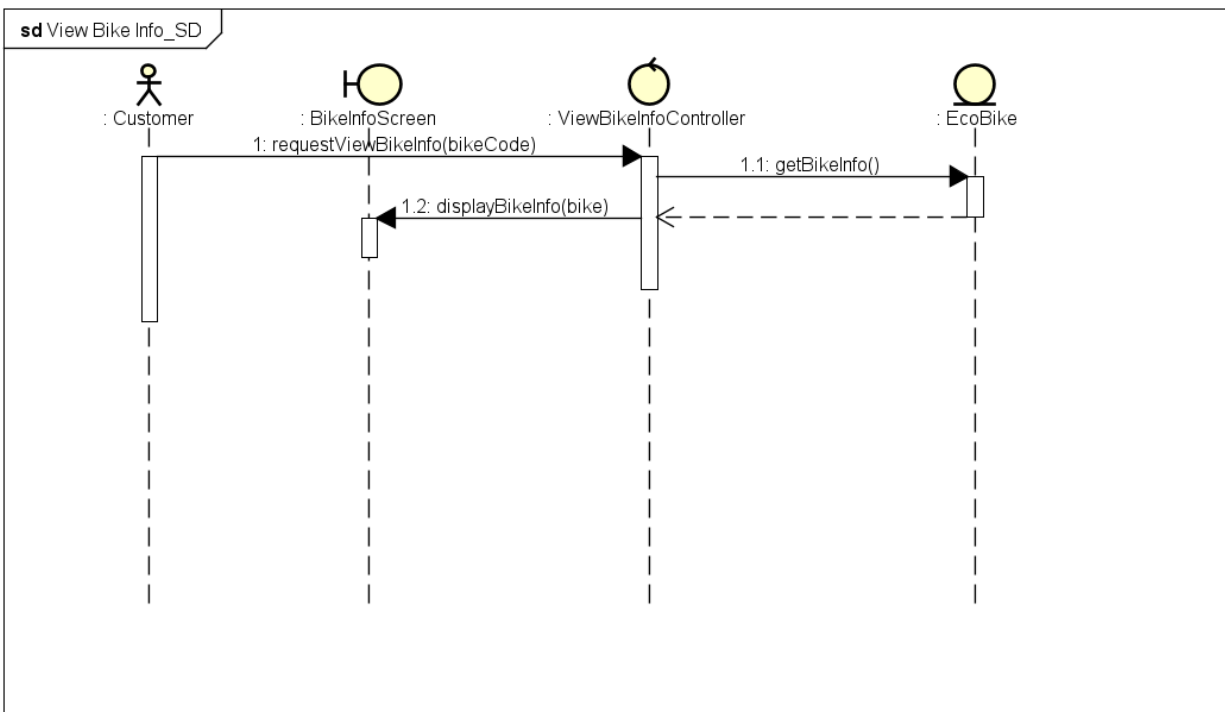 sd View Bike Info_SD
: Customer
: BikeInfoScreen
: ViewBikeInfoController
: EcoBike
1: requestViewBikeInfo(bikeCode)
1.1: getBikeInfo()
1.2: displayBikeInfo(bike)